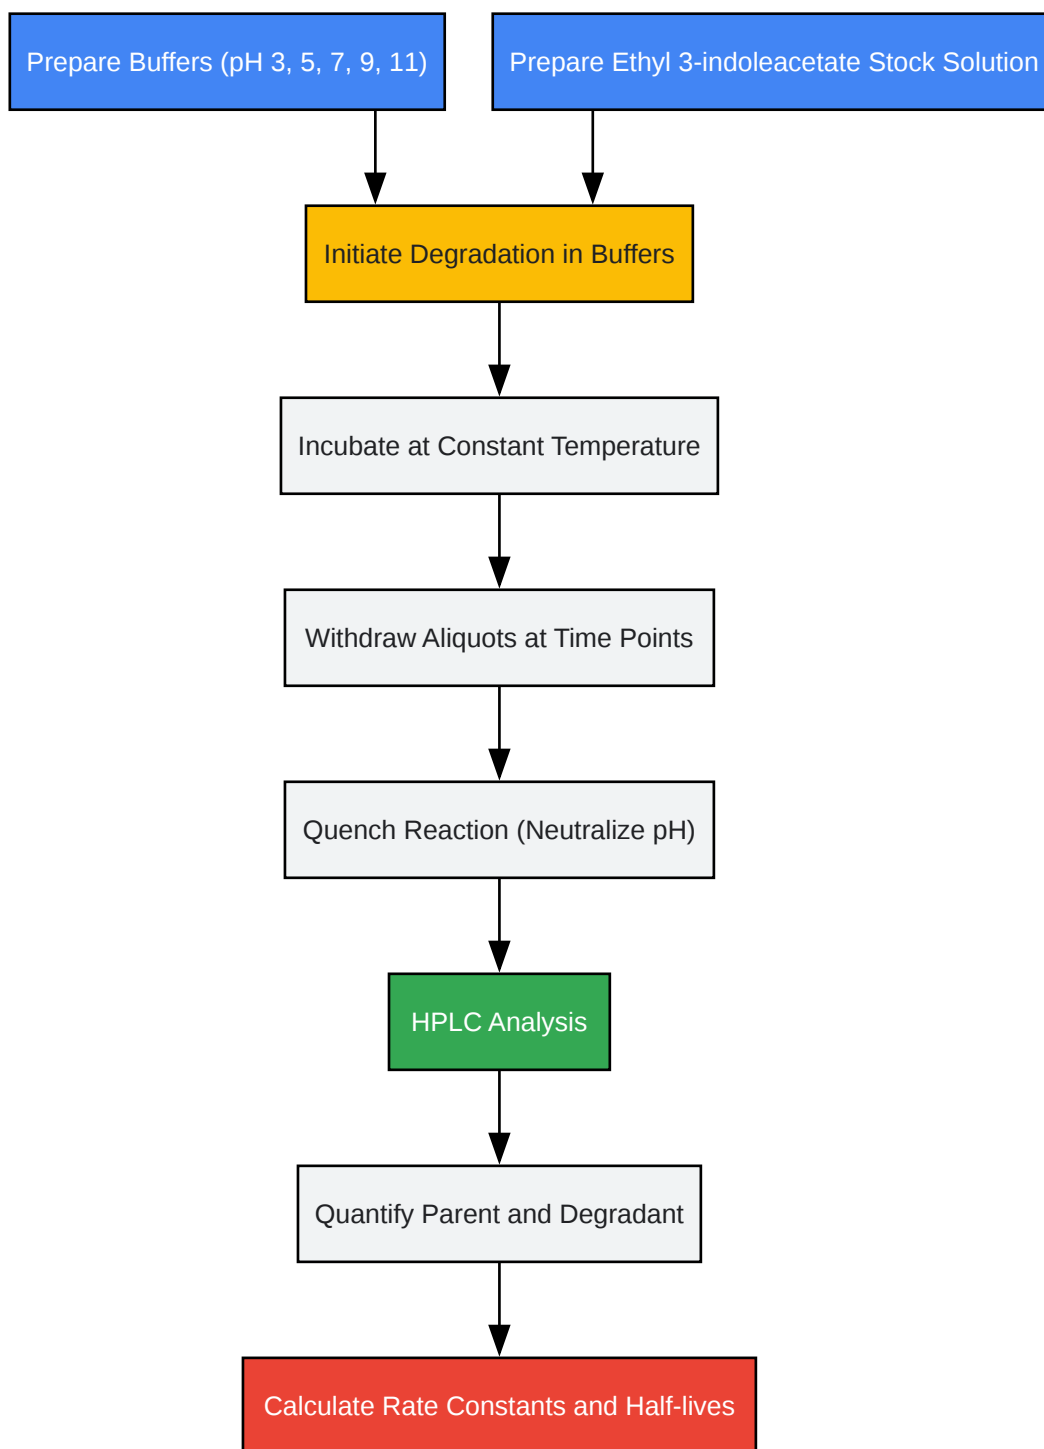 Prepare Buffers (pH 3, 5, 7, 9, 11)
Prepare Ethyl 3-indoleacetate Stock Solution
Initiate Degradation in Buffers
Incubate at Constant Temperature
Withdraw Aliquots at Time Points
Quench Reaction (Neutralize pH)
HPLC Analysis
Quantify Parent and Degradant
Calculate Rate Constants and Half-lives